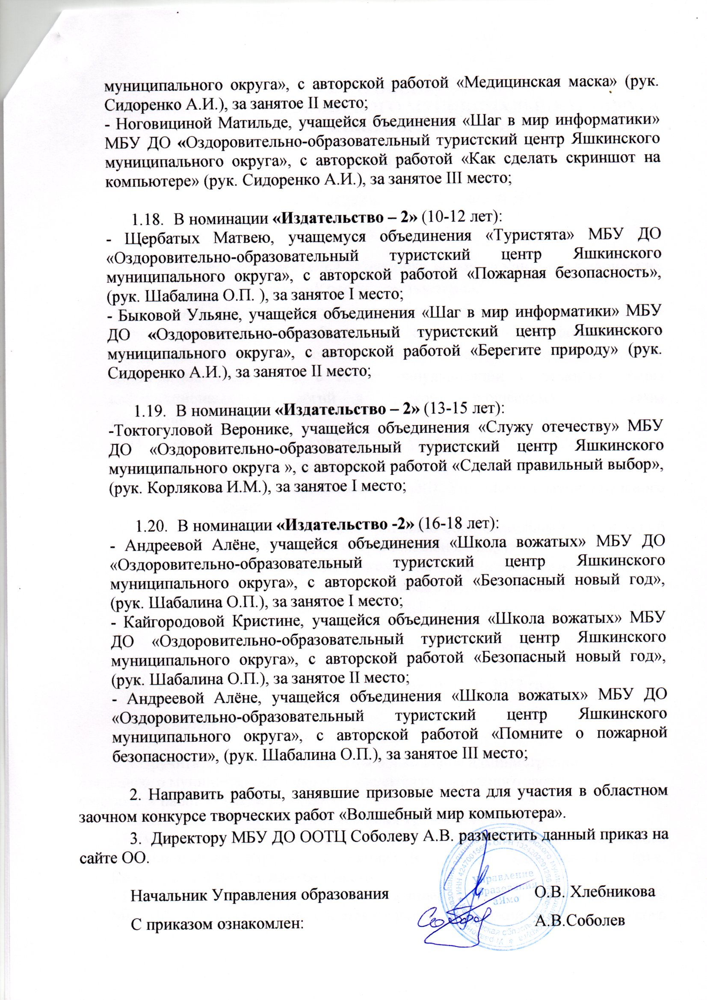 муниципального округа», с авторской работой «Медицинская маска» (рук.
Сидоренко А.И.), за занятое II место;
- Ноговициной Матильде, учащейся бъединения «Шаг в мир информатики»
МБУ ДО «Оздоровительно-образовательный туристский центр Яшкинского
муниципального округа», с авторской работой «Как сделать скриншот на
компьютере» (рук. Сидоренко А.И.), за занятое III место;
1.18. В номинации «Издательство – 2» (10-12 лет):
- Щербатых Матвею, учащемуся объединения «Туристята» МБУ ДО
«Оздоровительно-образовательный туристский центр Яшкинского
муниципального округа», с авторской работой «Пожарная безопасность»,
(рук. Шабалина О.П. ), за занятое I место;
- Быковой Ульяне, учащейся объединения «Шаг в мир информатики» МБУ
ДО «Оздоровительно-образовательный туристский центр Яшкинского
муниципального округа», с авторской работой «Берегите природу» (рук.
Сидоренко А.И.), за занятое II место;
1.19. В номинации «Издательство – 2» (13-15 лет):
-Токтогуловой Веронике, учащейся объединения «Служу отечеству» МБУ
ДО «Оздоровительно-образовательный туристский центр Яшкинского
муниципального округа », с авторской работой «Сделай правильный выбор»,
(рук. Корлякова И.М.), за занятое I место;
1.20. В номинации «Издательство -2» (16-18 лет):
- Андреевой Алёне, учащейся объединения «Школа вожатых» МБУ ДО
«Оздоровительно-образовательный туристский центр Яшкинского
муниципального округа», с авторской работой «Безопасный новый год»,
(рук. Шабалина О.П.), за занятое I место;
- Кайгородовой Кристине, учащейся объединения «Школа вожатых» МБУ
ДО «Оздоровительно-образовательный туристский центр Яшкинского
муниципального округа», с авторской работой «Безопасный новый год»,
(рук. Шабалина О.П.), за занятое II место;
- Андреевой Алёне, учащейся объединения «Школа вожатых» МБУ ДО
«Оздоровительно-образовательный туристский центр Яшкинского
муниципального округа», с авторской работой «Помните о пожарной
безопасности», (рук. Шабалина О.П.), за занятое III место;
2. Направить работы, занявшие призовые места для участия в областном
заочном конкурсе творческих работ «Волшебный мир компьютера».
3. Директору МБУ ДО ООТЦ Соболеву А.В. разместить данный приказ на
сайте ОО.
Начальник Управления образования О.В. Хлебникова
С приказом ознакомлен: А.В.Соболев
Управление
образования
аЯмо